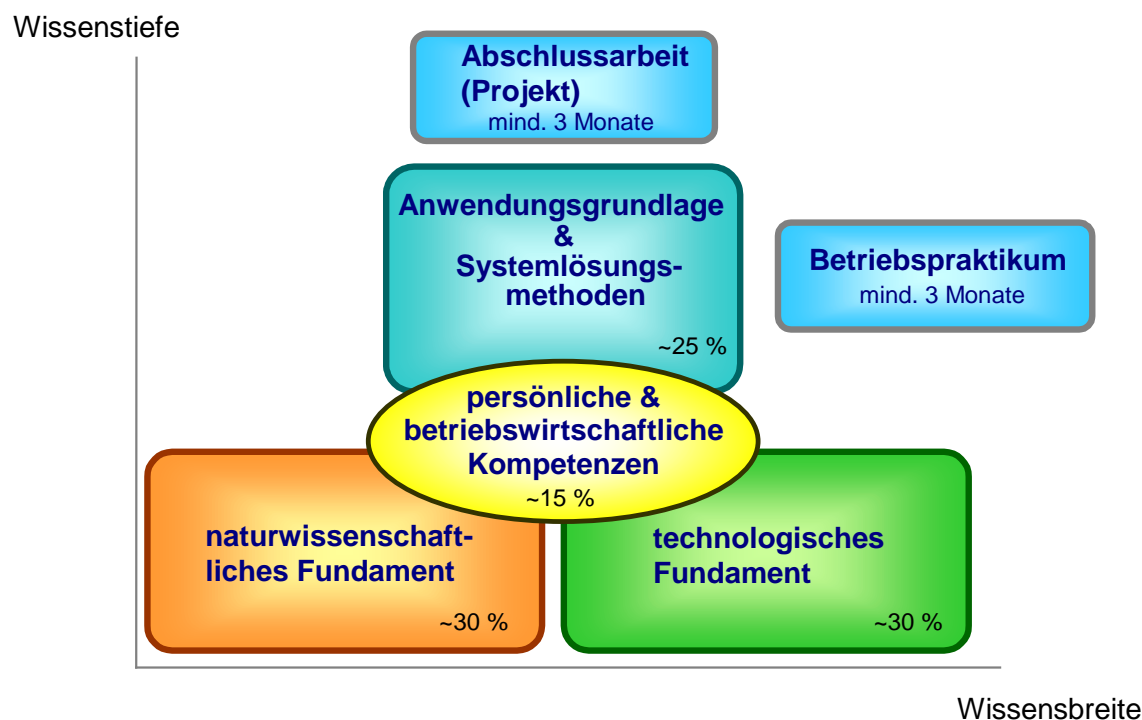 Wissenstiefe
Abschlussarbeit
(Projekt)
mind. 3 Monate
Anwendungsgrundlage
&
Systemlösungs-
methoden
~25 %
Betriebspraktikum
mind. 3 Monate
persönliche &
betriebswirtschaftliche
Kompetenzen
~15 %
naturwissenschaft-
liches Fundament
~30 %
technologisches
Fundament
~30 %
Wissensbreite